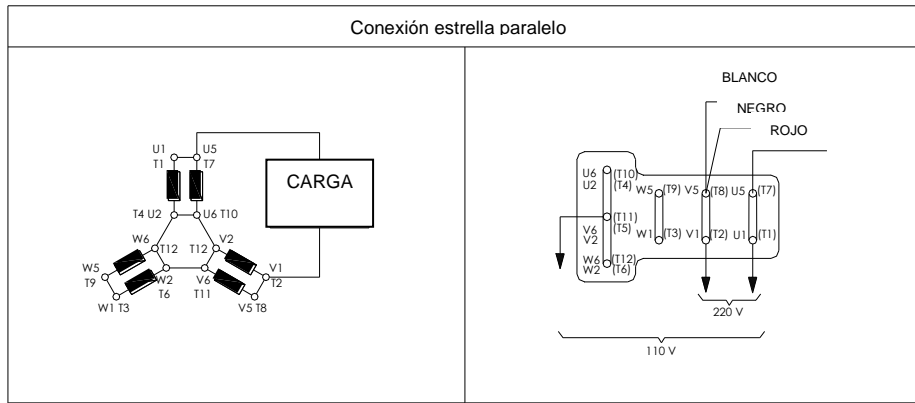 Conexión estrella paralelo
U1 U5
T1 T7
CARGA
T4 U2 U6 T10
W6 T12 T12 V2
W5 V1
T9 W2 V6 T2
T6 T11
W1 T3 V5 T8
BLANCO
NEGRO
ROJO
U6 (T10) W5 (T9) V5 (T8) U5 (T7)
U2 (T4)
(T11)
V6 (T5)
V2 W1 (T3) V1 (T2) U1 (T1)
W6 (T12)
W2 (T6)
220 V
110 V